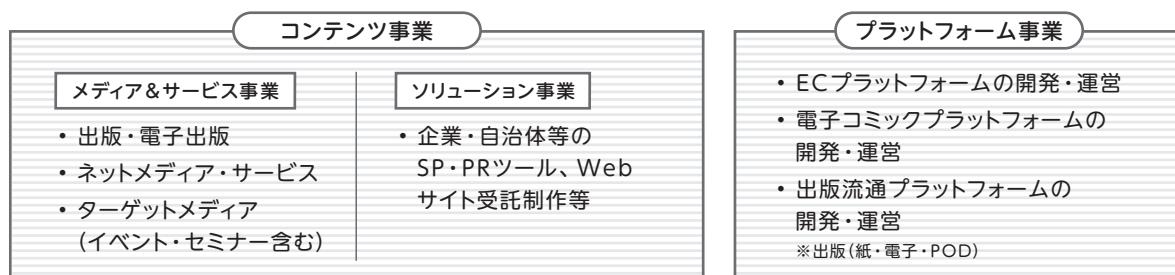 コンテンツ事業
メディア&サービス事業
・出版・電子出版
・ネットメディア・サービス
・ターゲットメディア
(イベント・セミナー含む)
ソリューション事業
・企業・自治体等の
SP・PRツール、Web
サイト受託制作等
プラットフォーム事業
・ECプラットフォームの開発・運営
・電子コミックプラットフォームの
開発・運営
・出版流通プラットフォームの
開発・運営
※出版(紙・電子・POD)